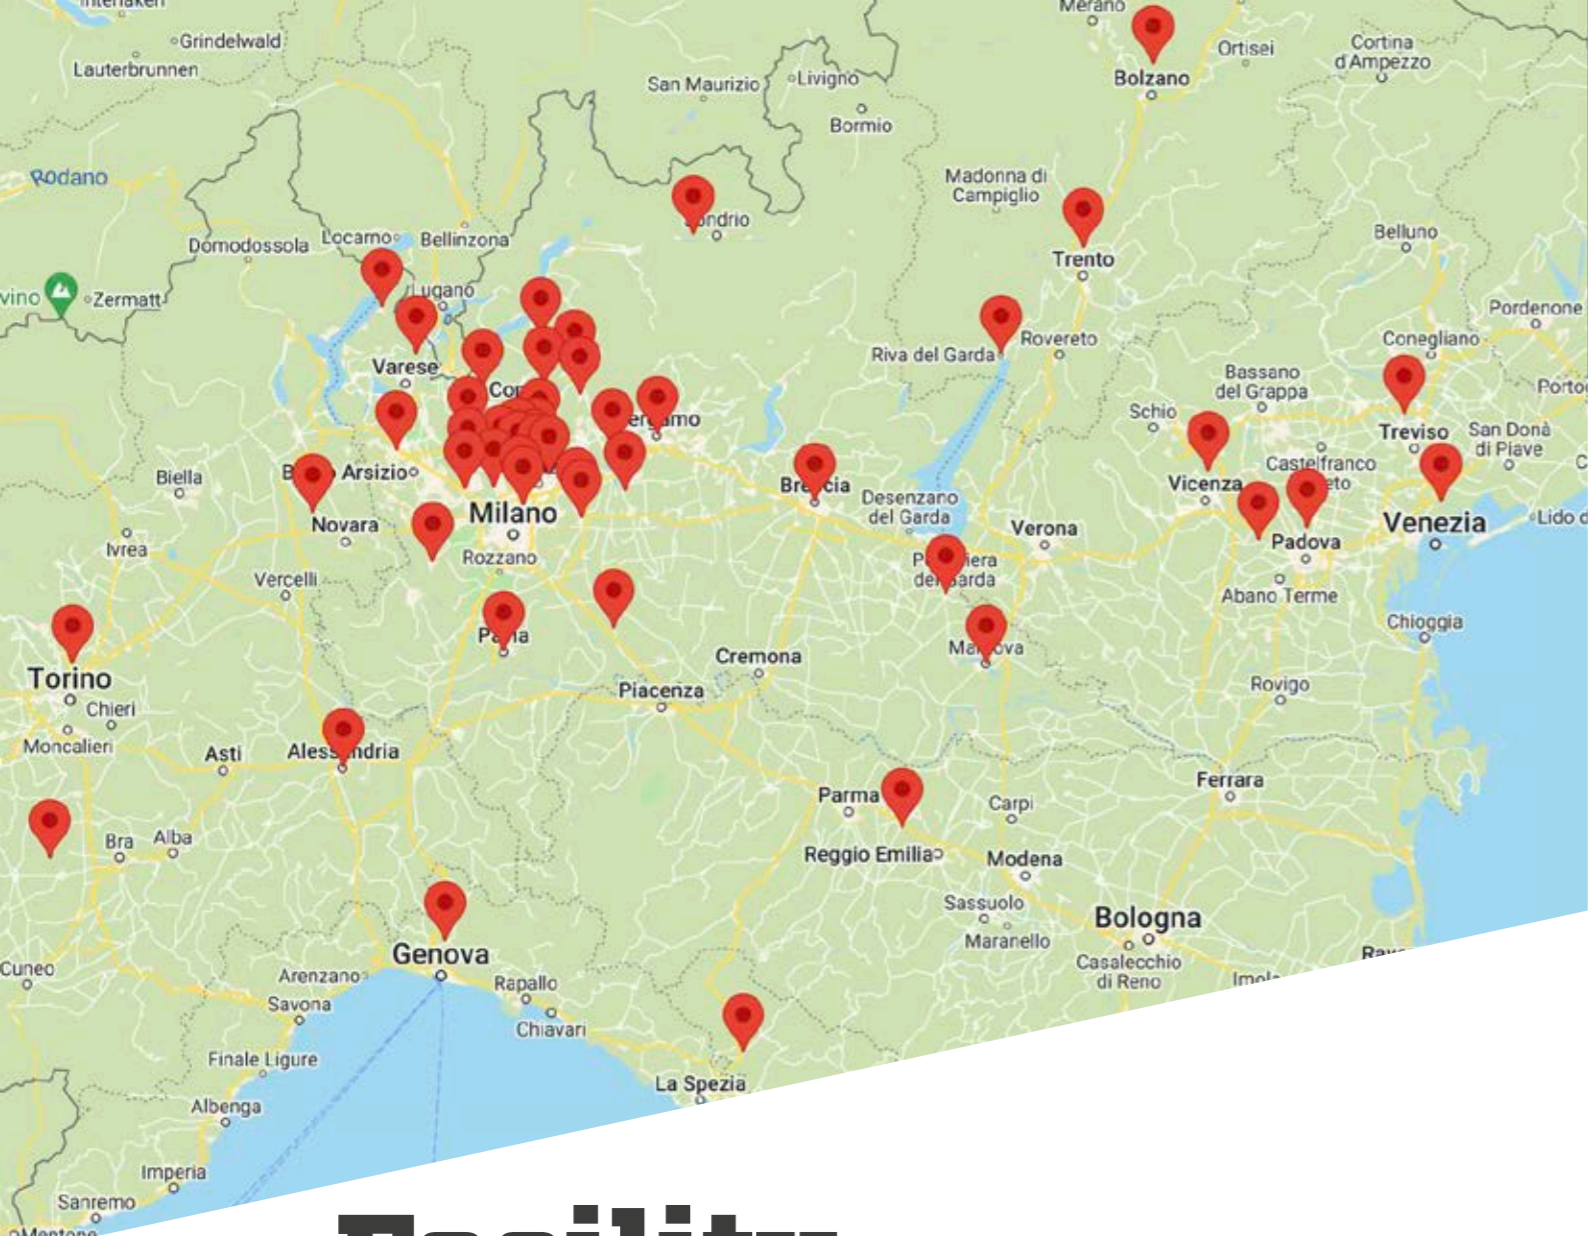 Grindelwald
Lauterbrunnen
Merano
Ortisei
Cortina
d'Ampezzo
San Maurizio
Livigno
Bolzano
Bormio
Rodano
Madonna di
Campiglio
Domodossola
Locarno
Bellinzona
Belluno
Trento
Zermatt
Lugano
Pordenone
Riva del Garda
Rovereto
Conegliano
Varese
Bassano
del Grappa
Schio
Treviso
San Donà
di Piave
Biella
Arsizio
Castelfranco
Vicenza
Desenzano
del Garda
Milano
Novara
Verona
Venezia
Lido d
Padova
Ivrea
Rozzano
Vercelli
Abano Terme
Chioggia
Torino
Cremona
Piacenza
Rovigo
Chieri
Moncalieri
Asti
Parma
Carpi
Ferrara
Bra
Alba
Reggio Emilia
Modena
Sassuolo
Maranello
Bologna
Casalecchio
di Reno
Genova
Cuneo
Arenzano
Rapallo
Savona
Chiavari
Finale Ligure
La Spezia
Albenga
Imperia
Sanremo
Facility